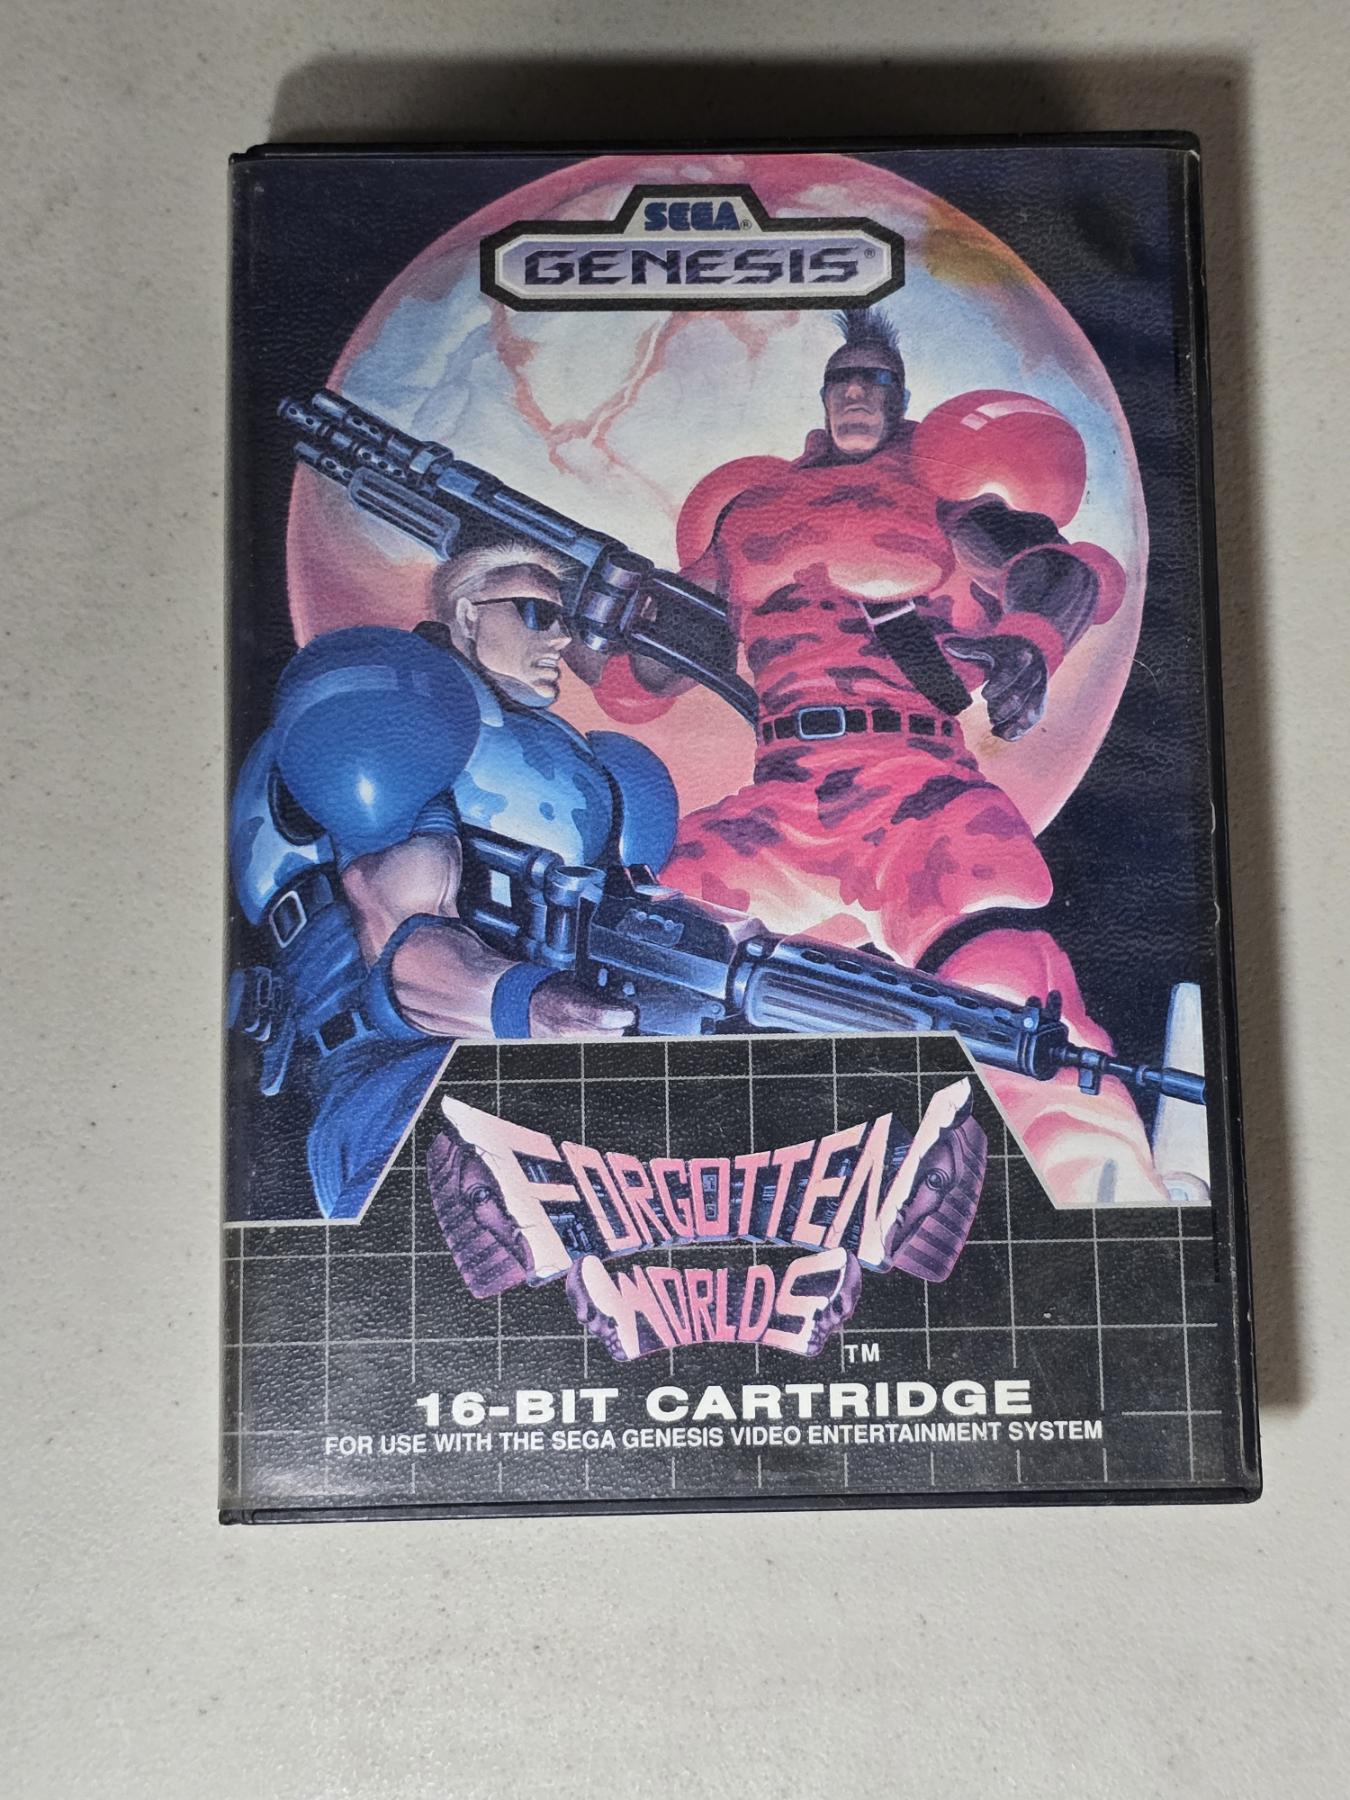 SEGA®
GENESIS®
FORGOTTEN
WORLDS
TM
16-BIT CARTRIDGE
FOR USE WITH THE SEGA GENESIS VIDEO ENTERTAINMENT SYSTEM